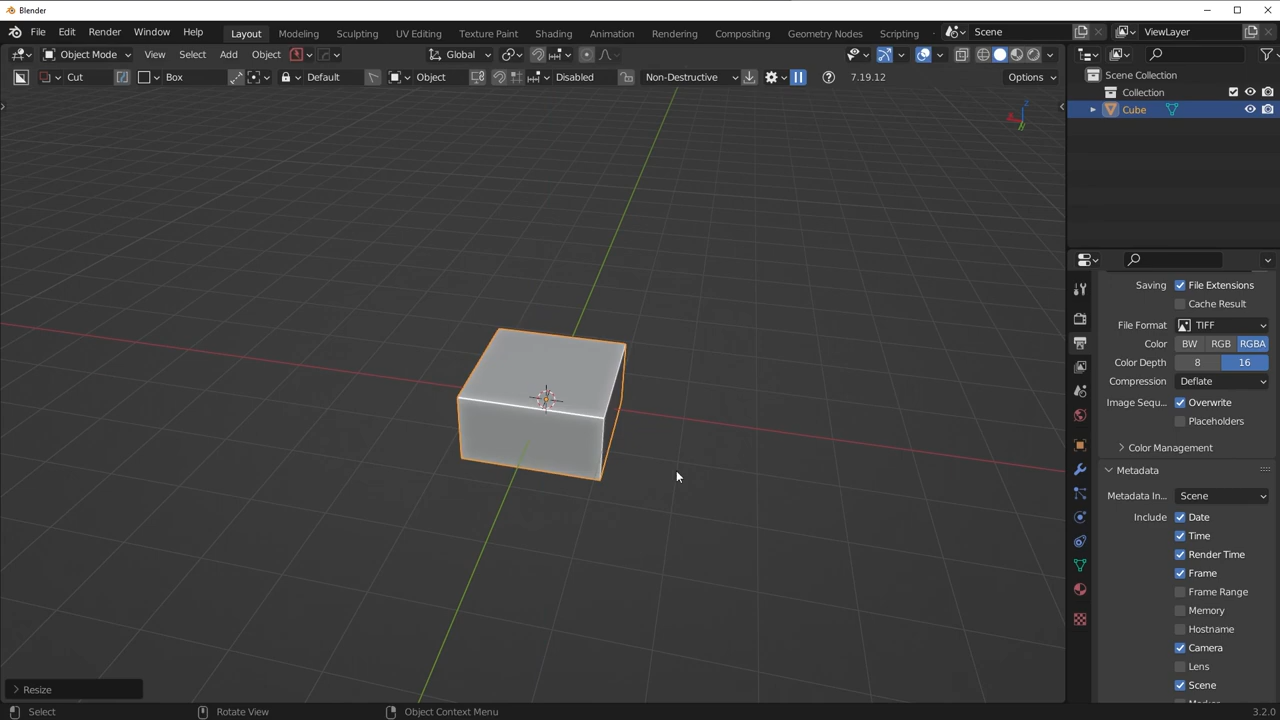 Blender
File Edit Render Window Help Layout Modeling Sculpting UV Editing Texture Paint Shading Animation Rendering Compositing Geometry Nodes Scripting Scene ViewLayer
Object Mode View Select Add Object Global
Cut Box Default Object Disabled Non-Destructive 7.19.12 Options
Scene Collection
Collection
Cube
Z
Saving File Extensions
Cache Result
File Format TIFF
Color BW RGB RGBA
Color Depth 8 16
Compression Deflate
Image Sequ... Overwrite
Placeholders
Color Management
Metadata
Metadata In... Scene
Include Date
Time
Render Time
Frame
Frame Range
Memory
Hostname
Camera
Lens
Scene
Resize
Select Rotate View Object Context Menu 3.2.0